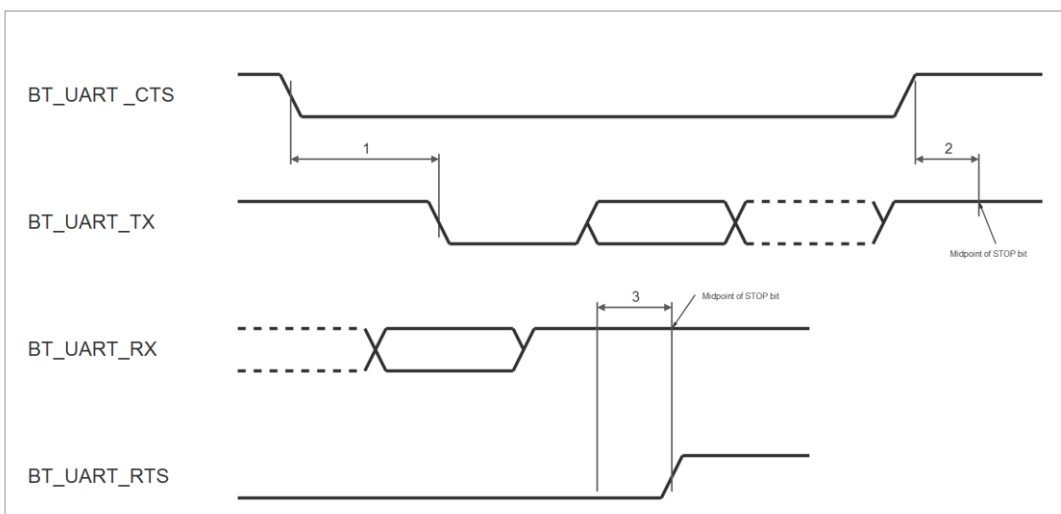 BT_UART _CTS
1
2
BT_UART_TX
Midpoint of STOP bit
3
Midpoint of STOP bit
BT_UART_RX
BT_UART_RTS